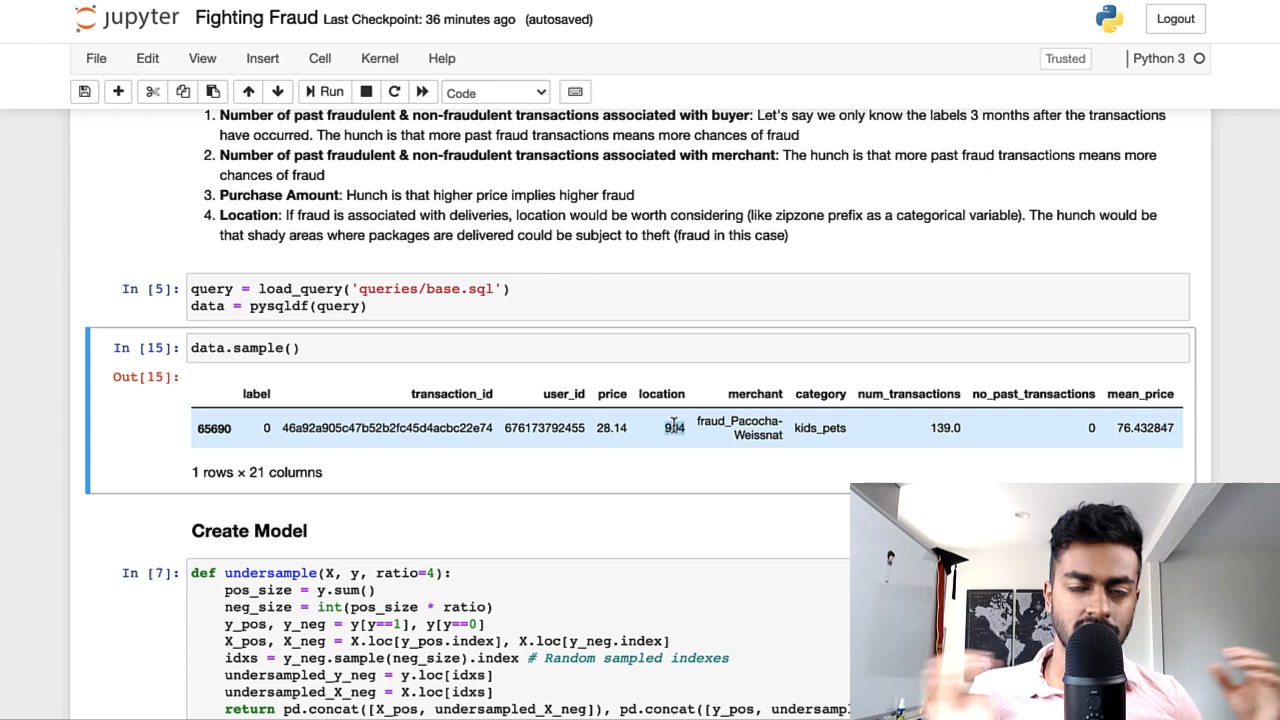 jupyter Fighting Fraud Last Checkpoint: 36 minutes ago (autosaved) Logout
File Edit View Insert Cell Kernel Help Trusted Python 3
Run Code
1. Number of past fraudulent & non-fraudulent transactions associated with buyer: Let's say we only know the labels 3 months after the transactions
have occurred. The hunch is that more past fraud transactions means more chances of fraud
2. Number of past fraudulent & non-fraudulent transactions associated with merchant: The hunch is that more past fraud transactions means more
chances of fraud
3. Purchase Amount: Hunch is that higher price implies higher fraud
4. Location: If fraud is associated with deliveries, location would be worth considering (like zipzone prefix as a categorical variable). The hunch would be
that shady areas where packages are delivered could be subject to theft (fraud in this case)
In [5]: query = load_query('queries/base.sql')
data = pysqldf(query)
In [15]: data.sample()
Out[15]:
label transaction_id user_id price location merchant category num_transactions no_past_transactions mean_price
65690 0 46a92a905c47b52b2fc45d4acbc22e74 676173792455 28.14 904 fraud_Pacocha- kids_pets 139.0 0 76.432847
Weissnat
1 rows × 21 columns
Create Model
In [7]: def undersample(X, y, ratio=4):
pos_size = y.sum()
neg_size = int(pos_size * ratio)
y_pos, y_neg = y[y==1], y[y==0]
X_pos, X_neg = X.loc[y_pos.index], X.loc[y_neg.index]
idxs = y_neg.sample(neg_size).index # Random sampled indexes
undersampled_y_neg = y.loc[idxs]
undersampled_X_neg = X.loc[idxs]
return pd.concat([X_pos, undersampled_X_neg]), pd.concat([y_pos, undersampl